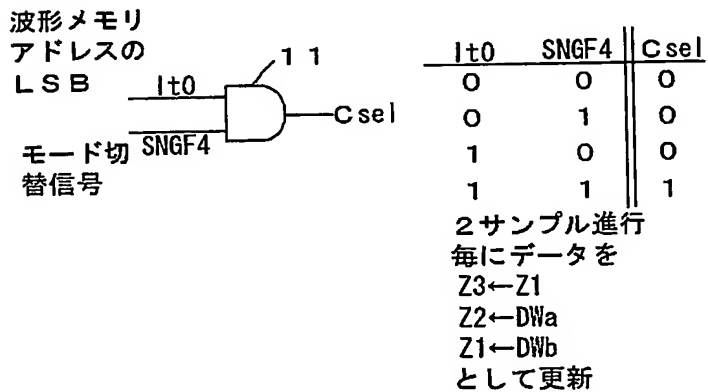 波形メモリ
アドレスの
LSB
It0
11
Csel
モード切
SNGF4
替信号
It0 SNGF4 Csel
0 0 0
0 1 0
1 0 0
1 1 1
2サンプル進行
毎にデータを
Z3←Z1
Z2←DWa
Z1←DWb
として更新